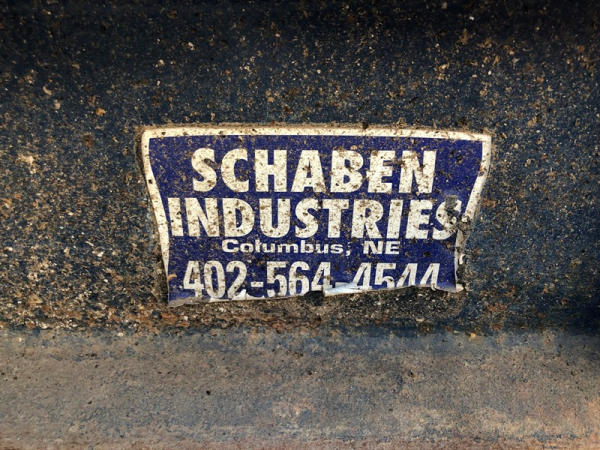 SCHABEN
INDUSTRIES
Columbus, NE
402-564-4544